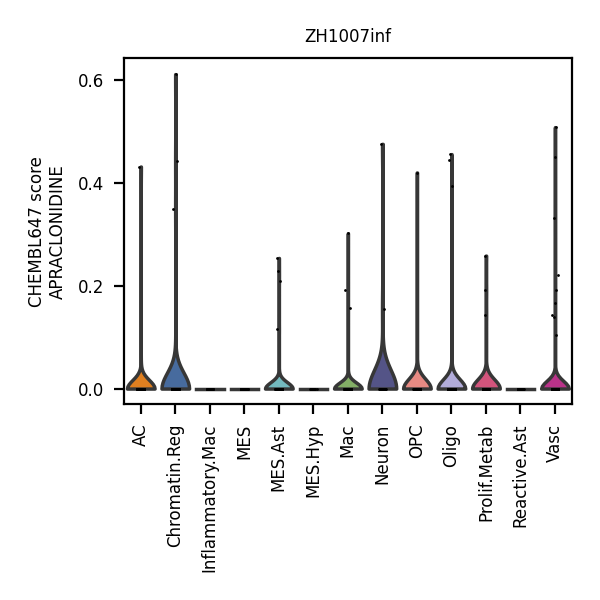 ZH1007inf
CHEMBL647 score
APRACLONIDINE
0.6
0.4
0.2
0.0
AC
Chromatin.Reg
Inflammatory.Mac
MES
MES.Ast
MES.Hyp
Mac
Neuron
OPC
Oligo
Prolif.Metab
Reactive.Ast
Vasc